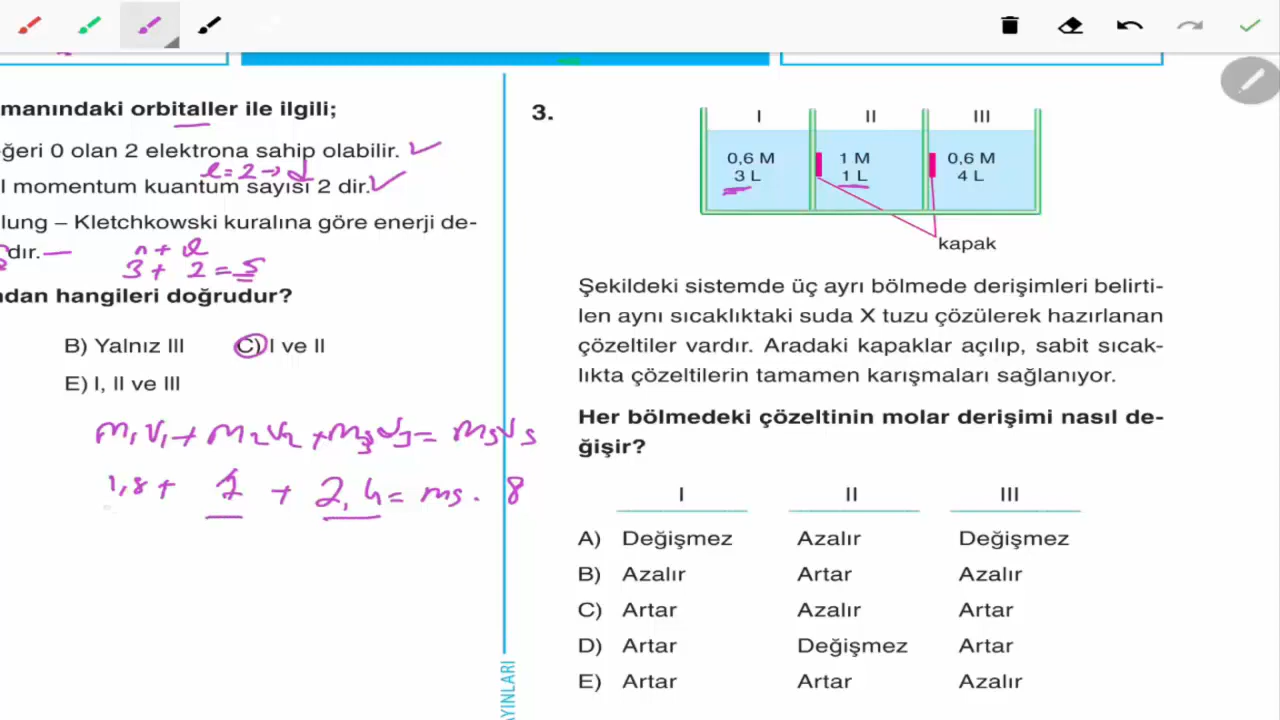 manındaki orbitaller ile ilgili;
ğeri 0 olan 2 elektrona sahip olabilir.
l = 2 → d
l momentum kuantum sayısı 2 dir.
lung – Kletchkowski kuralına göre enerji de-
dır.
n + l
3 + 2 = 5
ndan hangileri doğrudur?
B) Yalnız III C) I ve II
E) I, II ve III
M₁V₁ + M₂V₂ + M₃V₃ = MsVs
1,8 + 1 + 2,4 = Ms . 8
3.
I II III
0,6 M 1 M 0,6 M
3 L 1 L 4 L
kapak
Şekildeki sistemde üç ayrı bölmede derişimleri belirti-
len aynı sıcaklıktaki suda X tuzu çözülerek hazırlanan
çözeltiler vardır. Aradaki kapaklar açılıp, sabit sıcak-
lıkta çözeltilerin tamamen karışmaları sağlanıyor.
Her bölmedeki çözeltinin molar derişimi nasıl de-
ğişir?
I II III
A) Değişmez Azalır Değişmez
B) Azalır Artar Azalır
C) Artar Azalır Artar
D) Artar Değişmez Artar
E) Artar Artar Azalır
AYINLARI